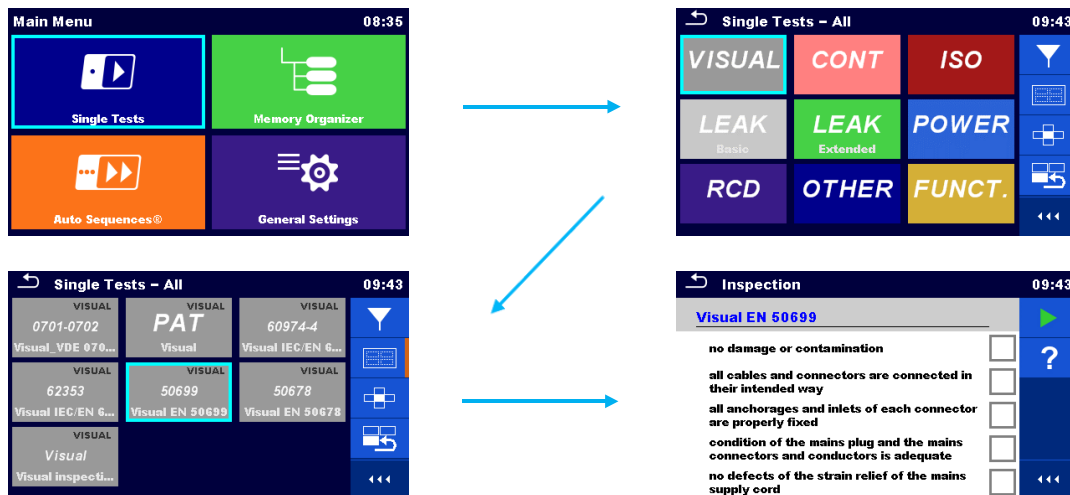 Main Menu 08:35
Single Tests
Memory Organizer
Auto Sequences®
General Settings
Single Tests – All 09:43
VISUAL CONT ISO
LEAK LEAK POWER
Basic Extended
RCD OTHER FUNCT.
Single Tests – All 09:43
VISUAL VISUAL VISUAL
0701-0702 PAT 60974-4
Visual_VDE 070... Visual Visual IEC/EN 6...
VISUAL VISUAL VISUAL
62353 50699 50678
Visual IEC/EN 6... Visual EN 50699 Visual EN 50678
VISUAL
Visual
Visual inspecti...
Inspection 09:43
Visual EN 50699
no damage or contamination
?
all cables and connectors are connected in
their intended way
all anchorages and inlets of each connector
are properly fixed
condition of the mains plug and the mains
connectors and conductors is adequate
no defects of the strain relief of the mains
supply cord